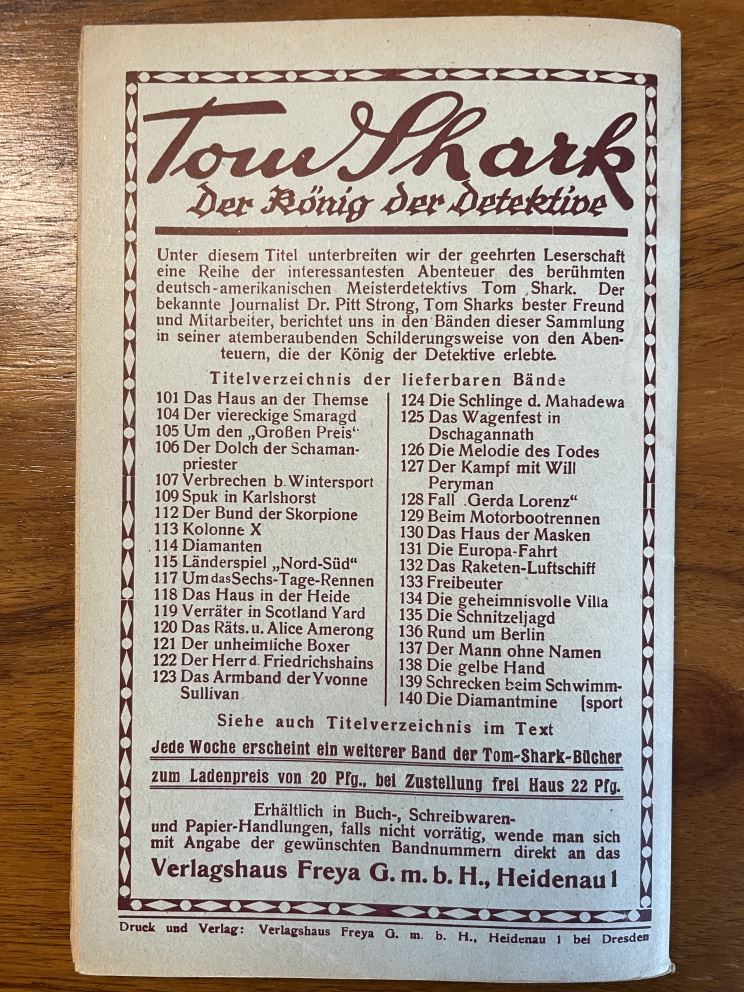 Tom Shark
Der König der Detektive
Unter diesem Titel unterbreiten wir der geehrten Leserschaft
eine Reihe der interessantesten Abenteuer des berühmten
deutsch-amerikanischen Meisterdetektivs Tom Shark. Der
bekannte Journalist Dr. Pitt Strong, Tom Sharks bester Freund
und Mitarbeiter, berichtet uns in den Bänden dieser Sammlung
in seiner atemberaubenden Schilderungsweise von den Aben-
teuern, die der König der Detektive erlebte.
Titelverzeichnis der lieferbaren Bände
101 Das Haus an der Themse
104 Der viereckige Smaragd
105 Um den „Großen Preis“
106 Der Dolch der Schaman-
priester
107 Verbrechen b. Wintersport
109 Spuk in Karlshorst
112 Der Bund der Skorpione
113 Kolonne X
114 Diamanten
115 Länderspiel „Nord-Süd“
117 Um das Sechs-Tage-Rennen
118 Das Haus in der Heide
119 Verräter in Scotland Yard
120 Das Räts. u. Alice Amerong
121 Der unheimliche Boxer
122 Der Herr d. Friedrichshains
123 Das Armband der Yvonne
Sullivan
124 Die Schlinge d. Mahadewa
125 Das Wagenfest in
Dschagannath
126 Die Melodie des Todes
127 Der Kampf mit Will
Peryman
128 Fall „Gerda Lorenz“
129 Beim Motorbootrennen
130 Das Haus der Masken
131 Die Europa-Fahrt
132 Das Raketen-Luftschiff
133 Freibeuter
134 Die geheimnisvolle Villa
135 Die Schnitzeljagd
136 Rund um Berlin
137 Der Mann ohne Namen
138 Die gelbe Hand
139 Schrecken beim Schwimm-
140 Die Diamantmine [sport
Siehe auch Titelverzeichnis im Text
Jede Woche erscheint ein weiterer Band der Tom-Shark-Bücher
zum Ladenpreis von 20 Pfg., bei Zustellung frei Haus 22 Pfg.
Erhältlich in Buch-, Schreibwaren-
und Papier-Handlungen, falls nicht vorrätig, wende man sich
mit Angabe der gewünschten Bandnummern direkt an das
Verlagshaus Freya G. m. b. H., Heidenau 1
Druck und Verlag: Verlagshaus Freya G. m. b. H., Heidenau 1 bei Dresden